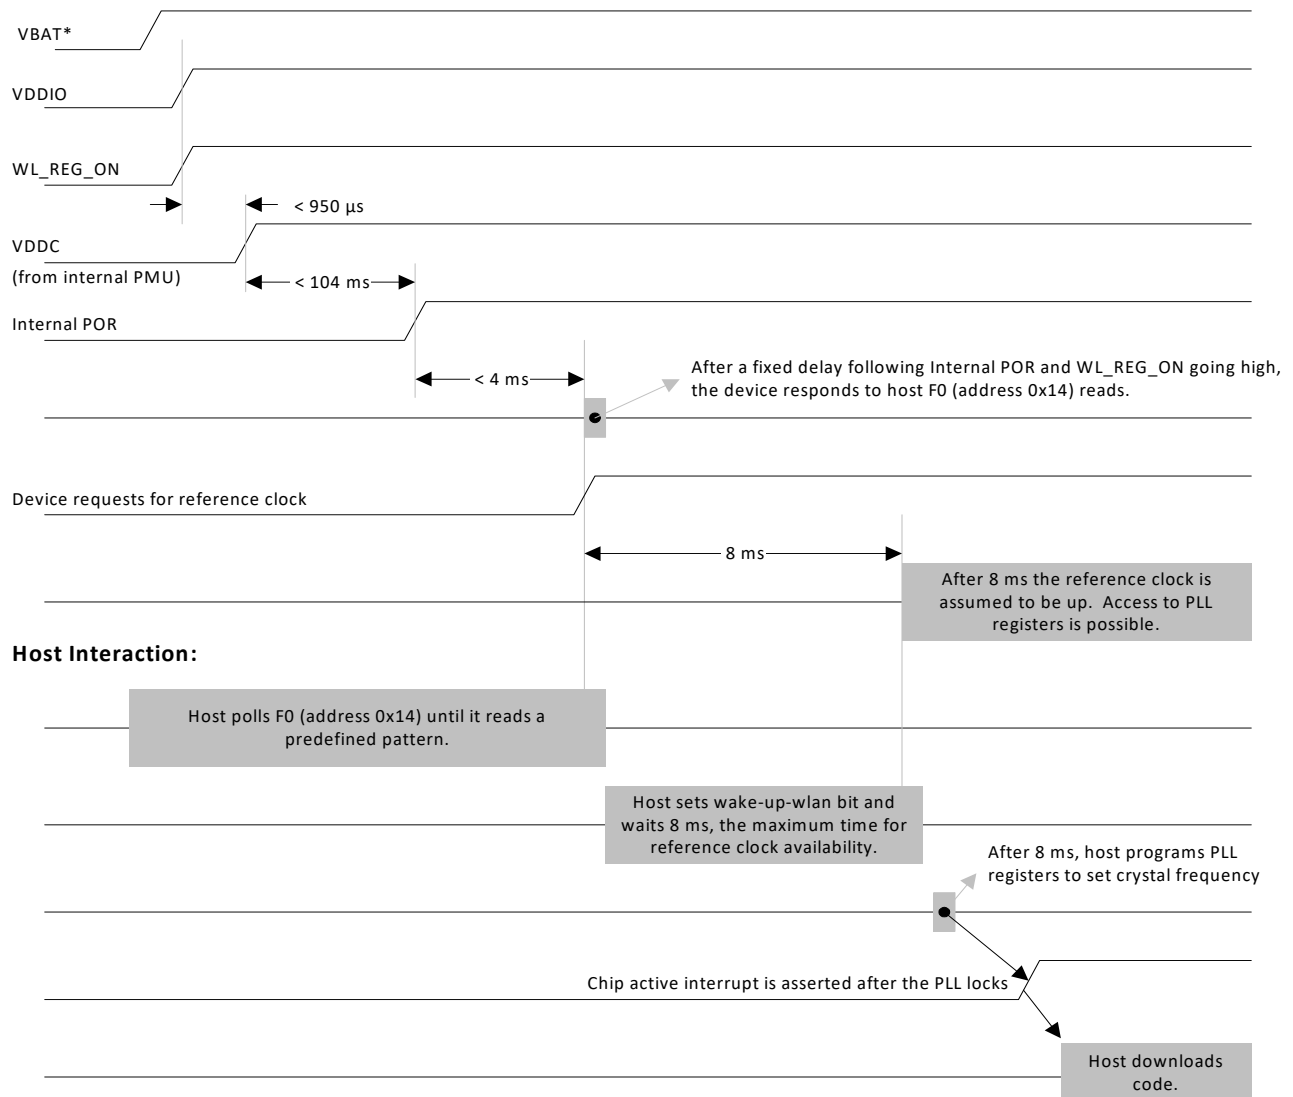 VBAT*
VDDIO
WL_REG_ON
< 950 µs
VDDC
(from internal PMU)
< 104 ms
Internal POR
After a fixed delay following Internal POR and WL_REG_ON going high,
the device responds to host F0 (address 0x14) reads.
< 4 ms
Device requests for reference clock
8 ms
After 8 ms the reference clock is
assumed to be up.  Access to PLL
registers is possible.
Host Interaction:
Host polls F0 (address 0x14) until it reads a
predefined pattern.
Host sets wake-up-wlan bit and
waits 8 ms, the maximum time for
reference clock availability.
After 8 ms, host programs PLL
registers to set crystal frequency
Chip active interrupt is asserted after the PLL locks
Host downloads
code.